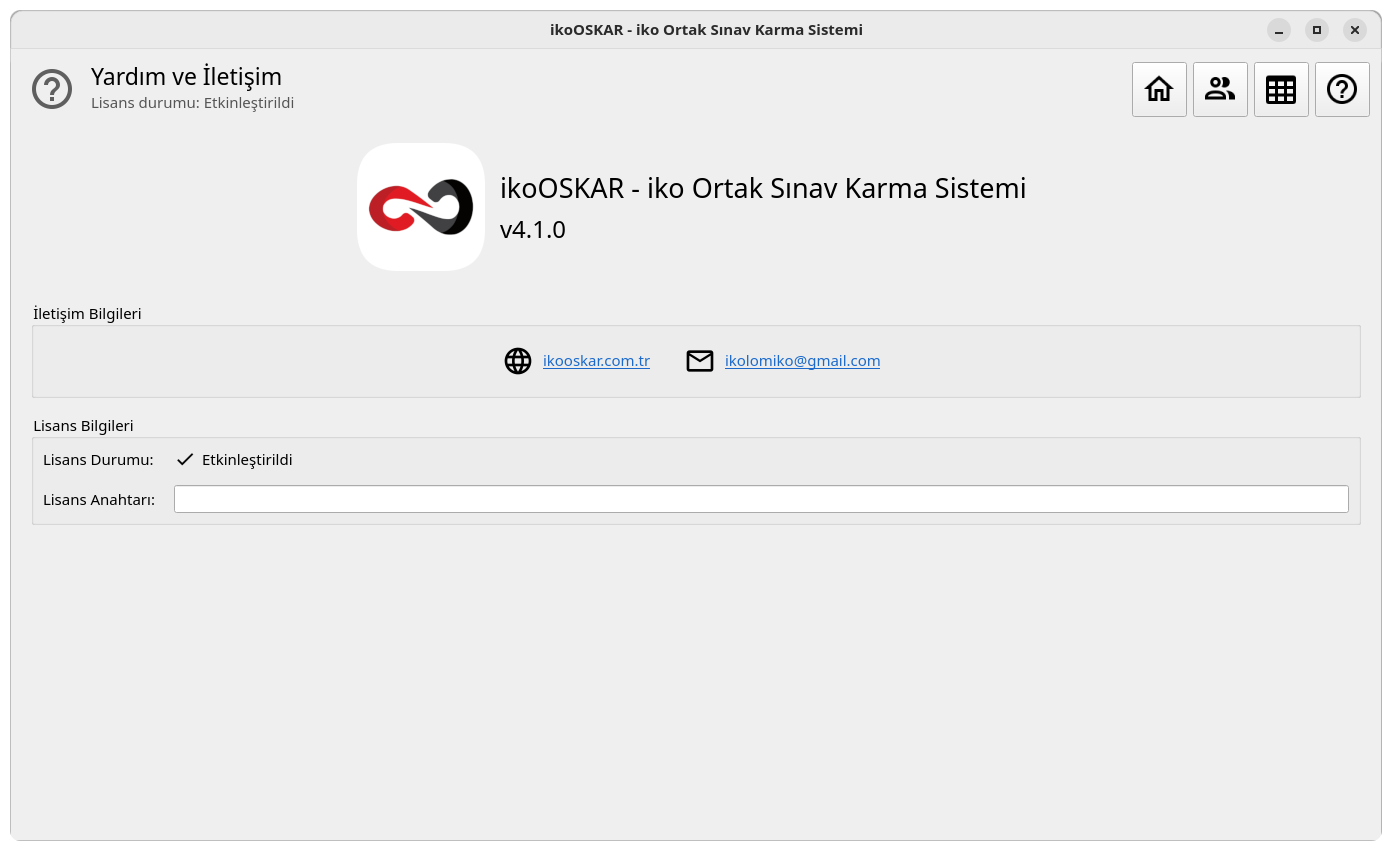 ikoOSKAR - iko Ortak Sınav Karma Sistemi
Yardım ve İletişim
Lisans durumu: Etkinleştirildi
ikoOSKAR - iko Ortak Sınav Karma Sistemi
v4.1.0
İletişim Bilgileri
ikooskar.com.tr ikolomiko@gmail.com
Lisans Bilgileri
Lisans Durumu: Etkinleştirildi
Lisans Anahtarı: